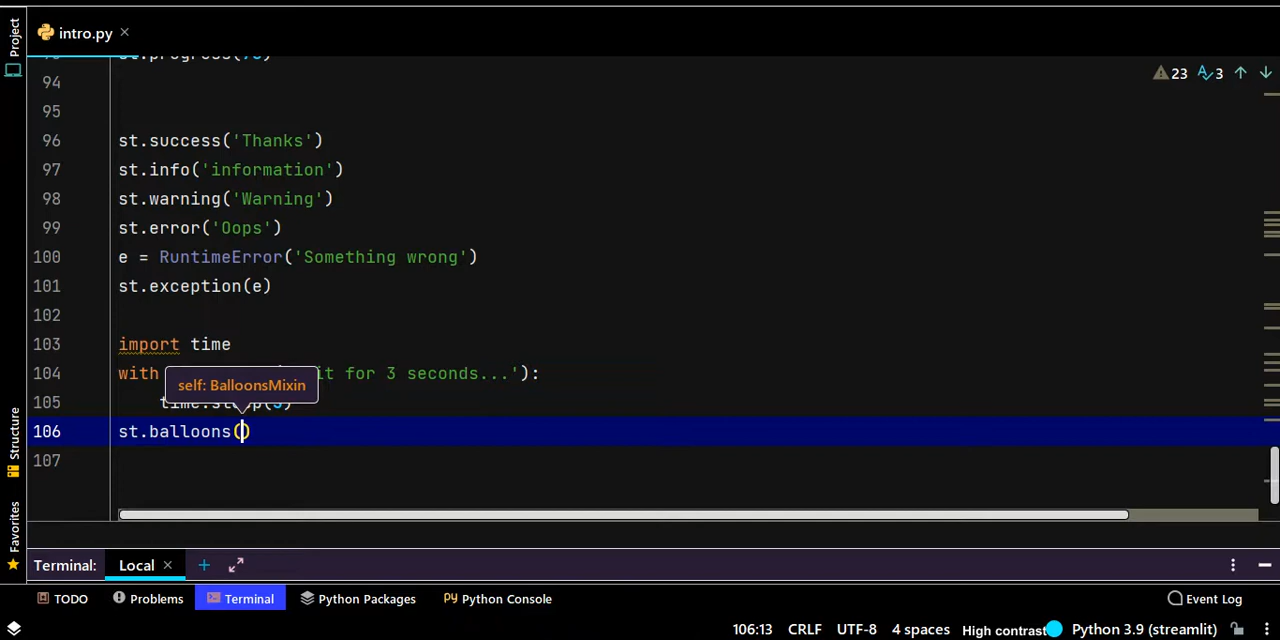 Project
intro.py
23 3
94
95
96 st.success('Thanks')
97 st.info('information')
98 st.warning('Warning')
99 st.error('Oops')
100 e = RuntimeError('Something wrong')
101 st.exception(e)
102
103 import time
104 with it for 3 seconds...'):
self: BalloonsMixin
105
106 st.balloons()
107
Structure
Favorites
Terminal: Local
TODO Problems Terminal Python Packages Python Console Event Log
106:13 CRLF UTF-8 4 spaces High contrast Python 3.9 (streamlit)